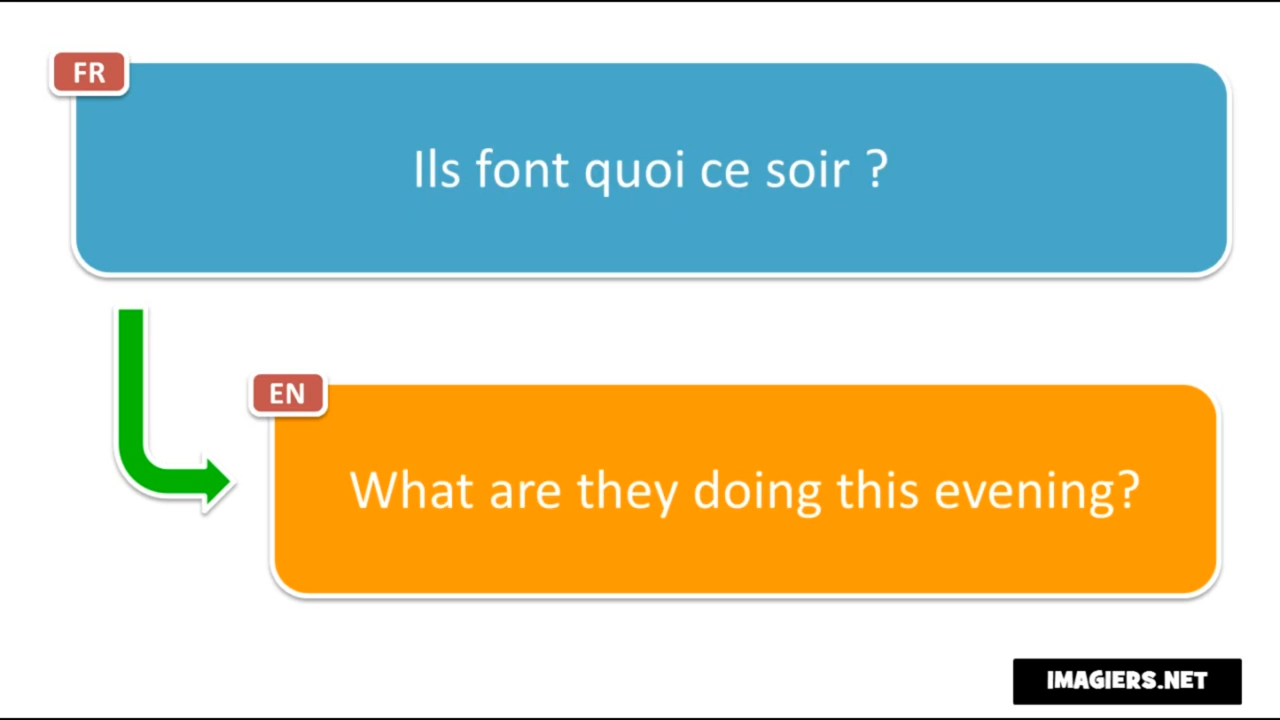 FR
Ils font quoi ce soir ?
EN
What are they doing this evening?
IMAGIERS.NET